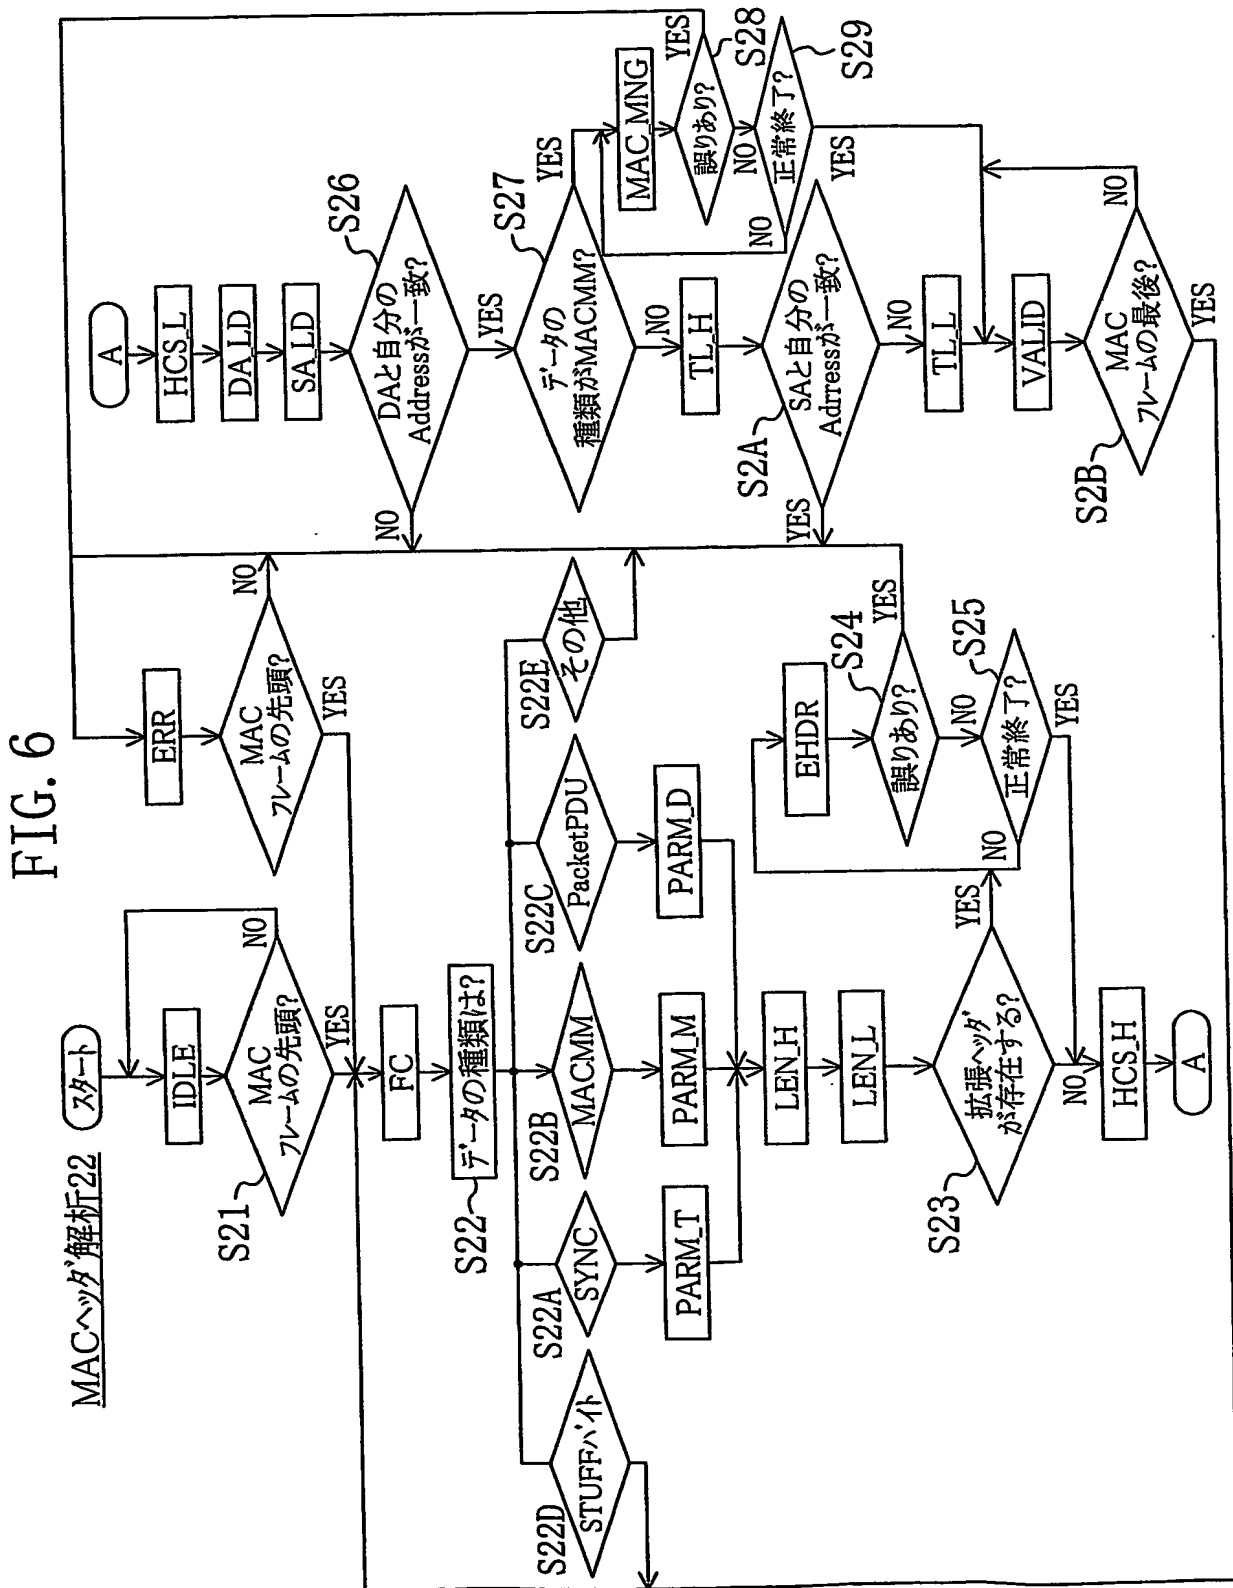 FIG. 6
MACヘッダ解析22
スタート
IDLE
S21
MAC
フレームの先頭?
NO
YES
FC
S22
データの種類は?
S22D
STUFFバイト
S22A
SYNC
S22B
MACMM
S22C
PacketPDU
S22E
その他
PARM_T
PARM_M
PARM_D
LEN_H
LEN_L
S23
拡張ヘッダ
が存在する?
YES
NO
EHDR
S24
誤りあり?
YES
NO
S25
正常終了?
NO
YES
HCS_H
A
ERR
MAC
フレームの先頭?
NO
YES
A
HCS_L
DA_LD
SA_LD
S26
DAと自分の
Addressが一致?
NO
YES
S27
データの
種類がMACMM?
YES
NO
MAC_MNG
S28
誤りあり?
YES
NO
S29
正常終了?
NO
YES
TL_H
S2A
SAと自分の
Adrressが一致?
YES
NO
TL_L
VALID
S2B
MAC
フレームの最後?
NO
YES